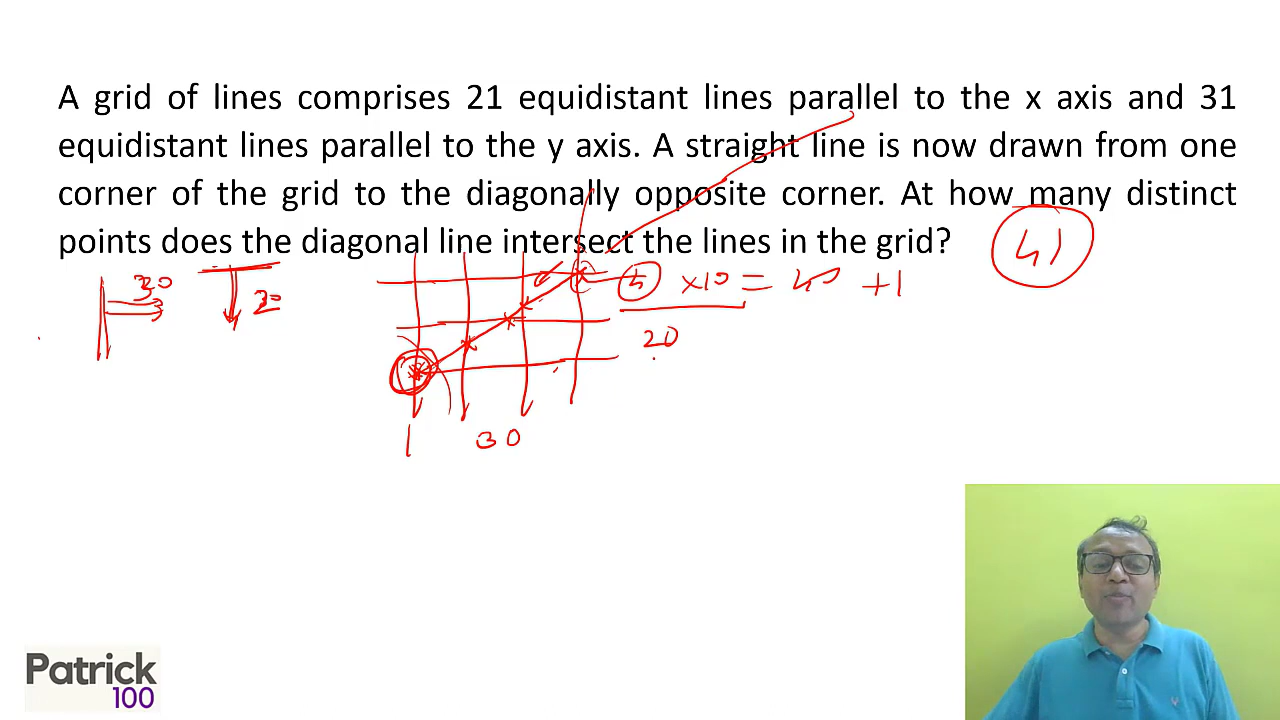 A grid of lines comprises 21 equidistant lines parallel to the x axis and 31
equidistant lines parallel to the y axis. A straight line is now drawn from one
corner of the grid to the diagonally opposite corner. At how many distinct
points does the diagonal line intersect the lines in the grid?
41
30
20
4 ×10 = 40 +1
20
1 30
Patrick
100